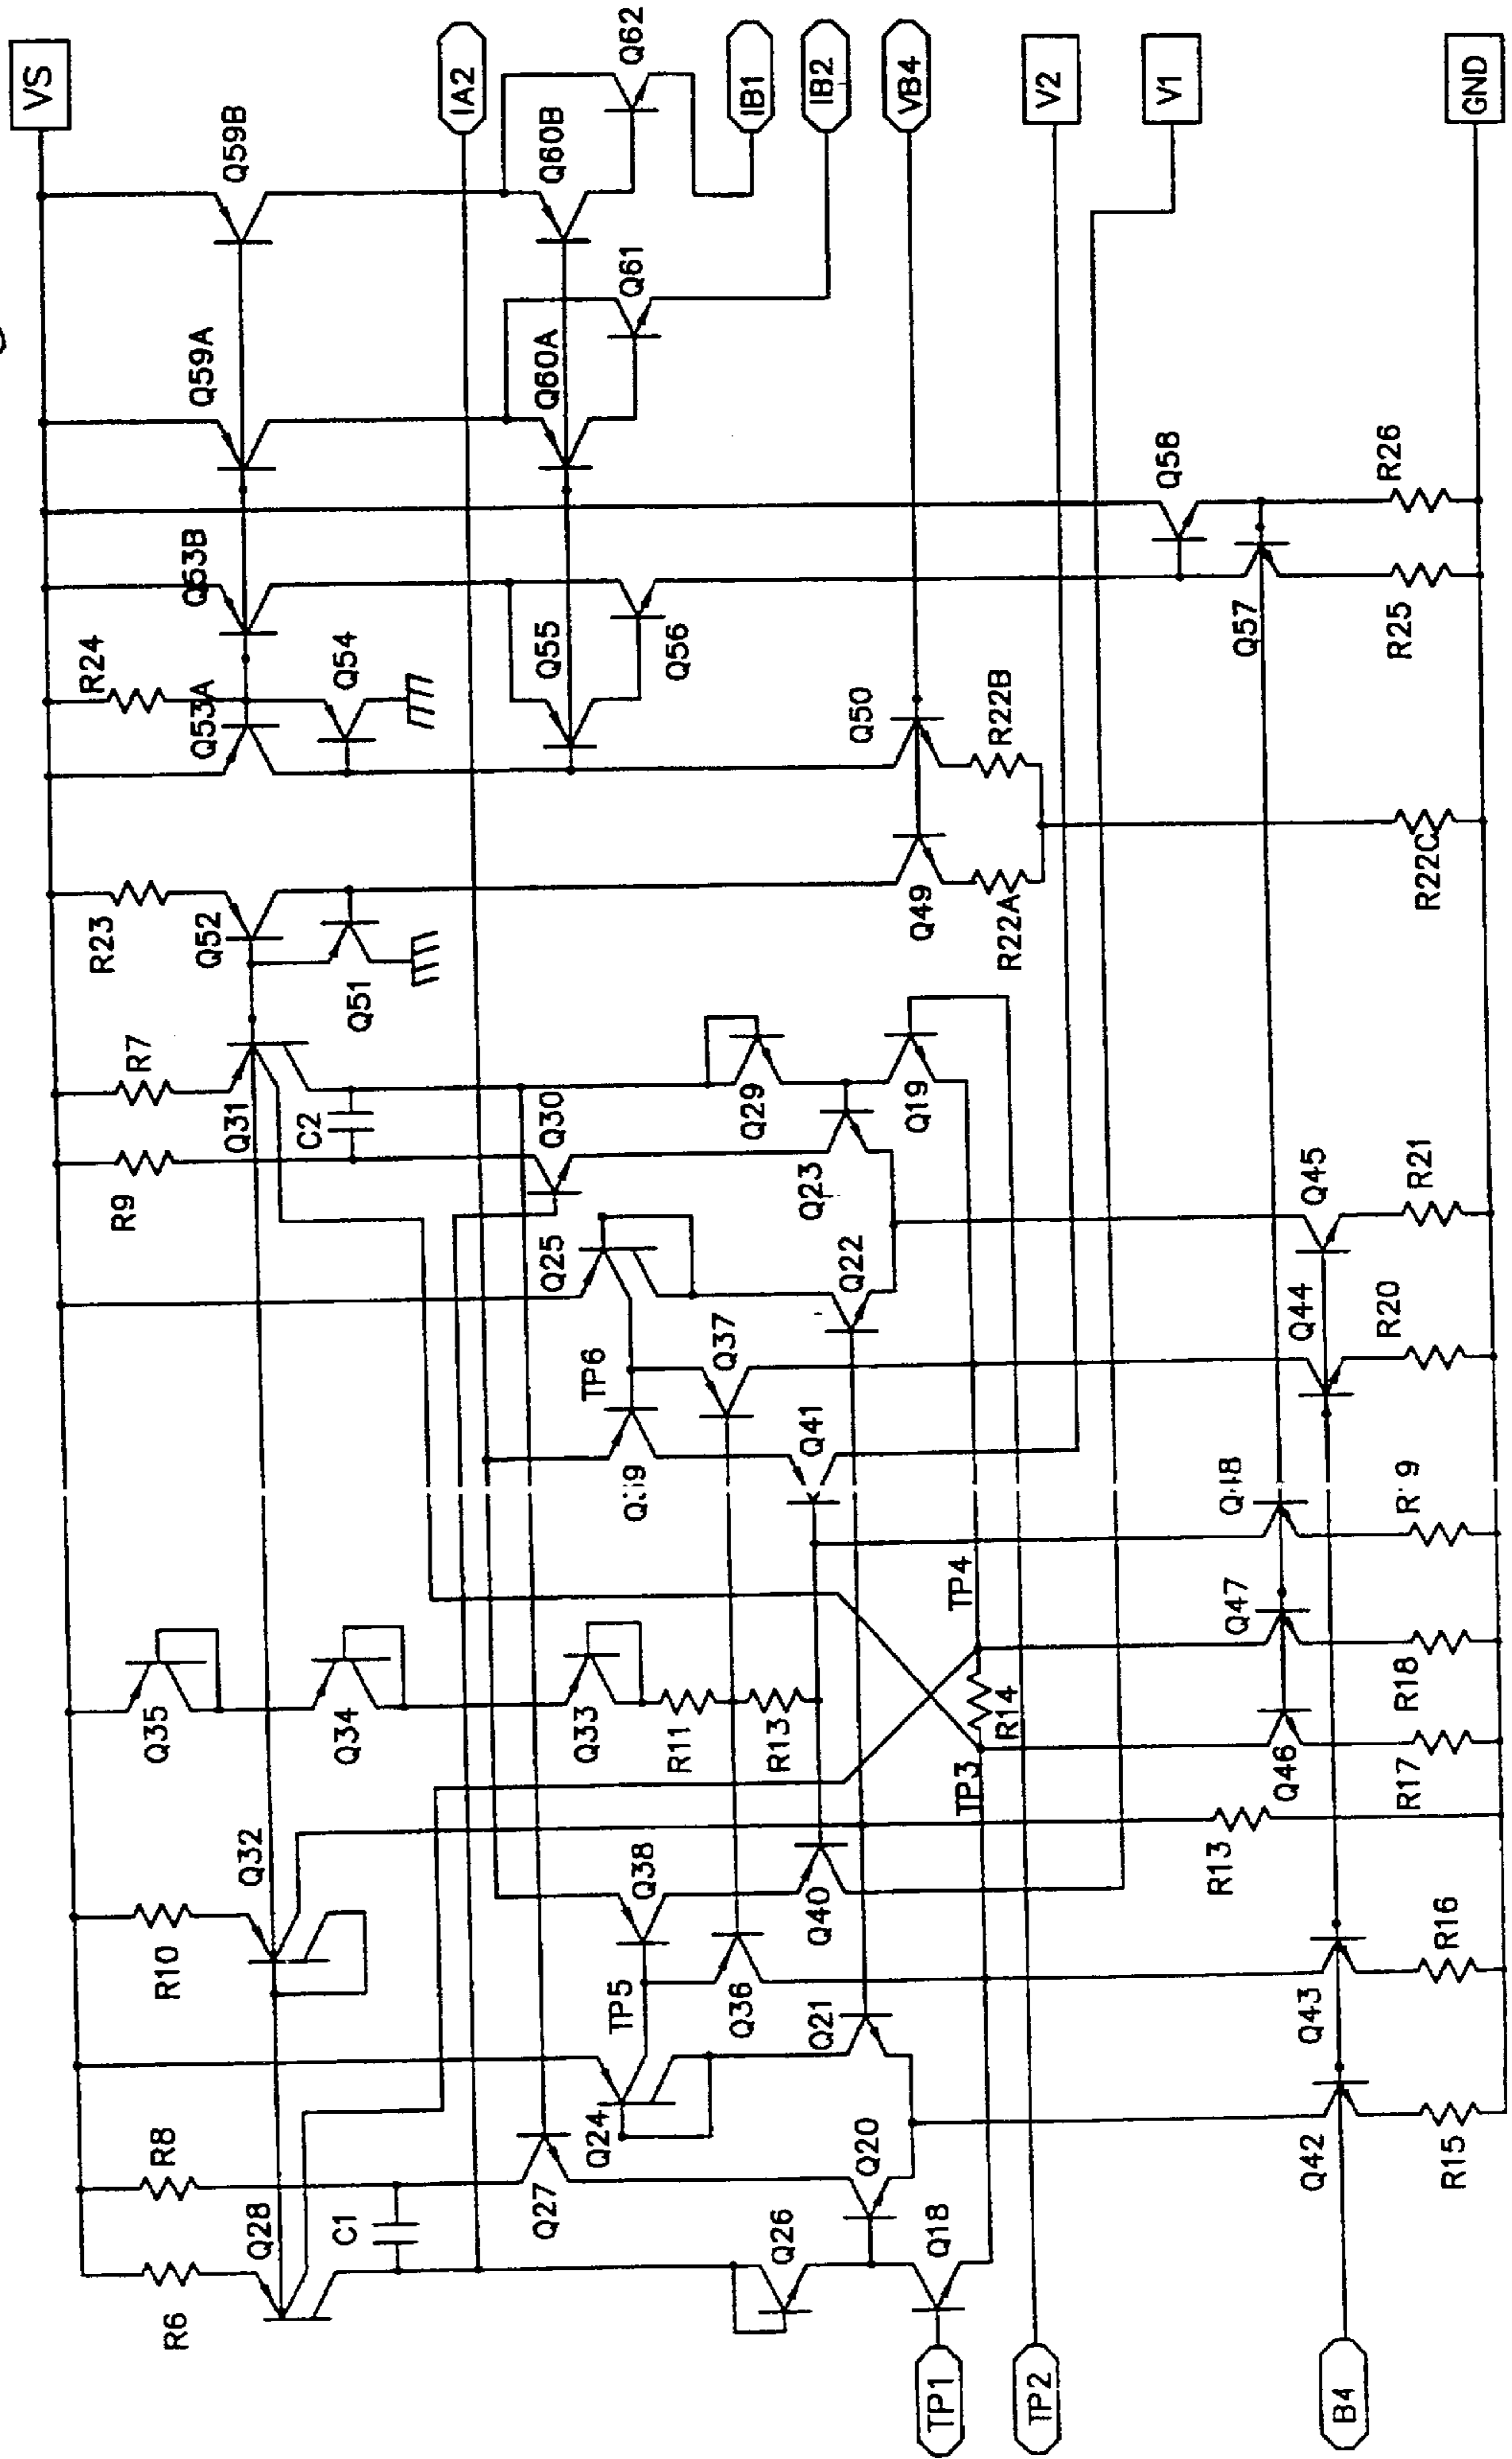 VS
R6
R8
R10
Q35
R9
R7
R23
R24
Q28
Q32
Q31
Q52
Q53A
Q53B
Q59A
Q59B
C1
Q34
C2
Q51
Q54
IA2
Q27
Q24
TP5
Q38
Q33
TP6
Q25
Q30
Q55
Q60A
Q60B
Q61
Q62
Q26
Q36
R11
Q37
Q29
Q56
IB1
Q20
Q21
Q40
R13
Q41
Q22
Q23
IB2
Q18
Q19
Q49
Q50
VB4
TP1
TP3
R14
TP4
R22A
R22B
TP2
V2
V1
R13
Q46
Q47
Q57
Q58
B4
Q42
Q43
Q44
Q45
R15
R16
R17
R18
R20
R21
R22C
R25
R26
GND